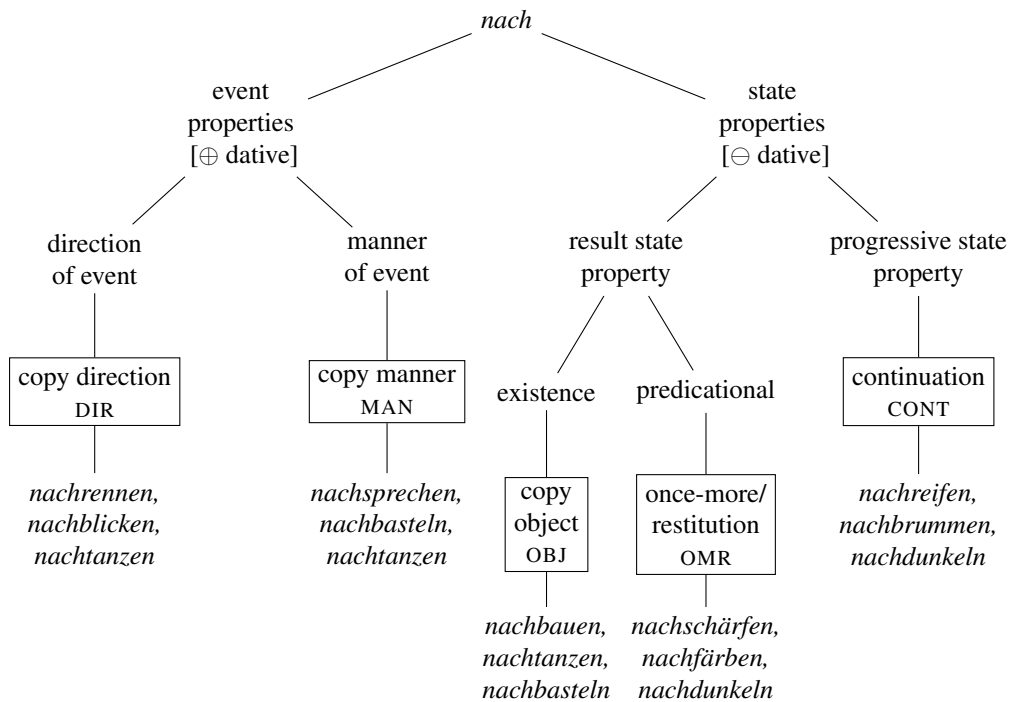 nach
event
properties
[⊕ dative]
state
properties
[⊖ dative]
direction
of event
manner
of event
result state
property
progressive state
property
copy direction
DIR
copy manner
MAN
existence
predicational
continuation
CONT
nachrennen,
nachblicken,
nachtanzen
nachsprechen,
nachbasteln,
nachtanzen
copy
object
OBJ
once-more/
restitution
OMR
nachreifen,
nachbrummen,
nachdunkeln
nachbauen,
nachtanzen,
nachbasteln
nachschärfen,
nachfärben,
nachdunkeln